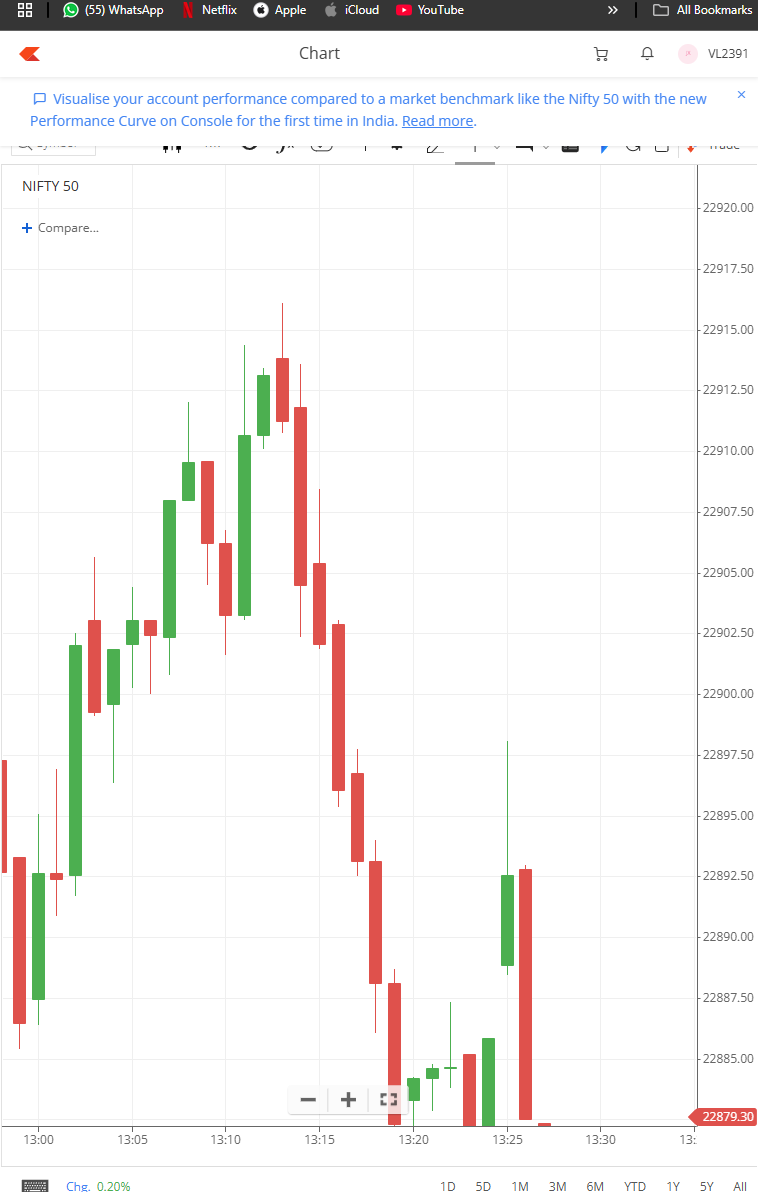 (55) WhatsApp Netflix Apple iCloud YouTube » All Bookmarks
Chart VL2391
Visualise your account performance compared to a market benchmark like the Nifty 50 with the new
Performance Curve on Console for the first time in India. Read more.
NIFTY 50
+ Compare...
22920.00
22917.50
22915.00
22912.50
22910.00
22907.50
22905.00
22902.50
22900.00
22897.50
22895.00
22892.50
22890.00
22887.50
22885.00
22879.30
13:00 13:05 13:10 13:15 13:20 13:25 13:30 13:
Chg. 0.20% 1D 5D 1M 3M 6M YTD 1Y 5Y All